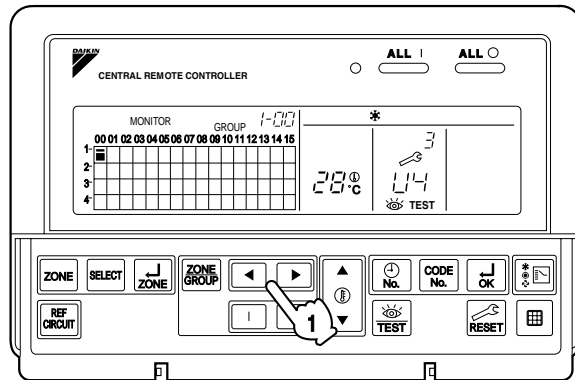 DAIKIN
CENTRAL REMOTE CONTROLLER
ALL I
ALL O
MONITOR
GROUP 1-00
00 01 02 03 04 05 06 07 08 09 10 11 12 13 14 15
1
2
3
4
3
28 °C
U4
TEST
ZONE
SELECT
ZONE
ZONE GROUP
No.
CODE No.
OK
REF CIRCUIT
I
TEST
RESET
1